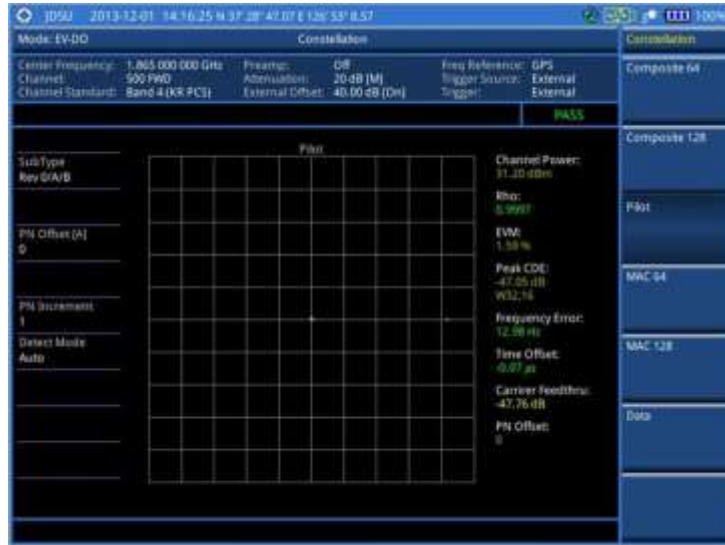 JDSU 2013-12-01 14:16:25 N 37° 28" 47.07 E 126° 53" 8.57 100%
Mode: EV-DO Constellation
Constellation
Center Frequency: 1.865 000 000 GHz
Channel: 500 FWD
Channel Standard: Band 4 (KR PCS)
Preamp: Off
Attenuation: 20 dB [M]
External Offset: 40.00 dB [On]
Freq Reference: GPS
Trigger Source: External
Trigger: External
PASS
SubType
Rev 0/A/B
PN Offset [A]
0
PN Increment
1
Detect Mode
Auto
Pilot
Channel Power:
31.20 dBm
Rho:
0.9997
EVM:
1.59 %
Peak CDE:
-47.05 dB
W32,16
Frequency Error:
12.98 Hz
Time Offset:
-0.07 µs
Carrier Feedthru:
-47.76 dB
PN Offset:
0
Composite 64
Composite 128
Pilot
MAC 64
MAC 128
Data